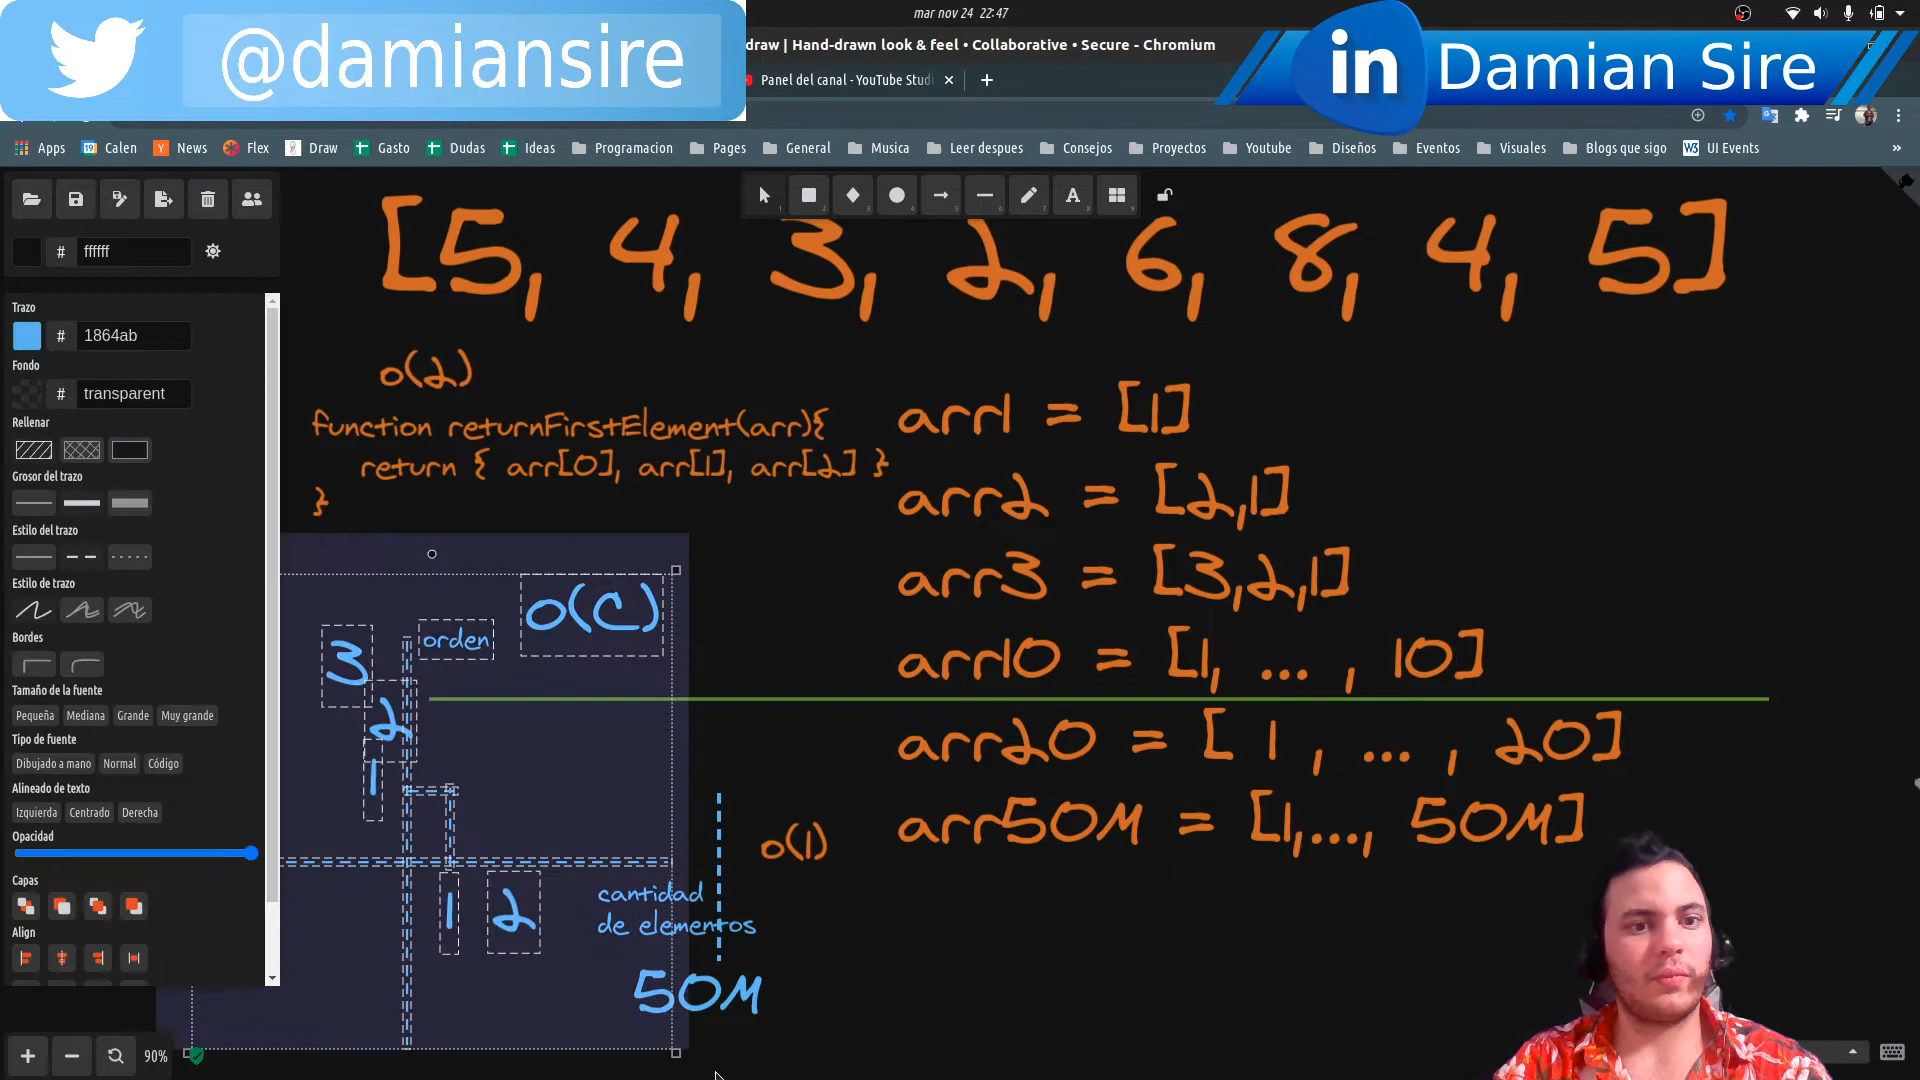 mar nov 24 22:47
@damiansire
draw | Hand-drawn look & feel • Collaborative • Secure - Chromium
in Damian Sire
Panel del canal - YouTube Studi
Apps Calen News Flex Draw Gasto Dudas Ideas Programacion Pages General Musica Leer despues Consejos Proyectos Youtube Diseños Eventos Visuales Blogs que sigo UI Events »
# ffffff
[5, 4, 3, 2, 6, 8, 4, 5]
Trazo
# 1864ab
Fondo
# transparent
Rellenar
Grosor del trazo
Estilo del trazo
Estilo de trazo
Bordes
Tamaño de la fuente
Pequeña Mediana Grande Muy grande
Tipo de fuente
Dibujado a mano Normal Código
Alineado de texto
Izquierda Centrado Derecha
Opacidad
Capas
Align
90%
o(2)
function returnFirstElement(arr){
return { arr[0], arr[1], arr[2] }
}
o(C)
orden
3
2
1
1 2
cantidad
de elementos
50M
o(1)
arr1 = [1]
arr2 = [2,1]
arr3 = [3,2,1]
arr10 = [1, ... , 10]
arr20 = [ 1 , ... , 20]
arr50M = [1,..., 50M]